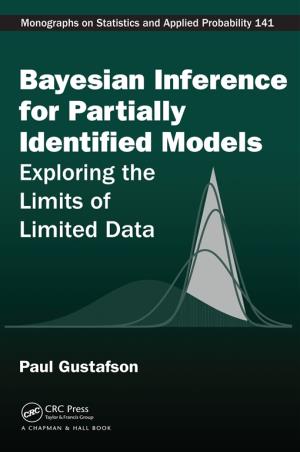 Monographs on Statistics and Applied Probability 141
Bayesian Inference
for Partially
Identified Models
Exploring the
Limits of
Limited Data
Paul Gustafson
CRC
CRC Press
Taylor & Francis Group
A CHAPMAN & HALL BOOK